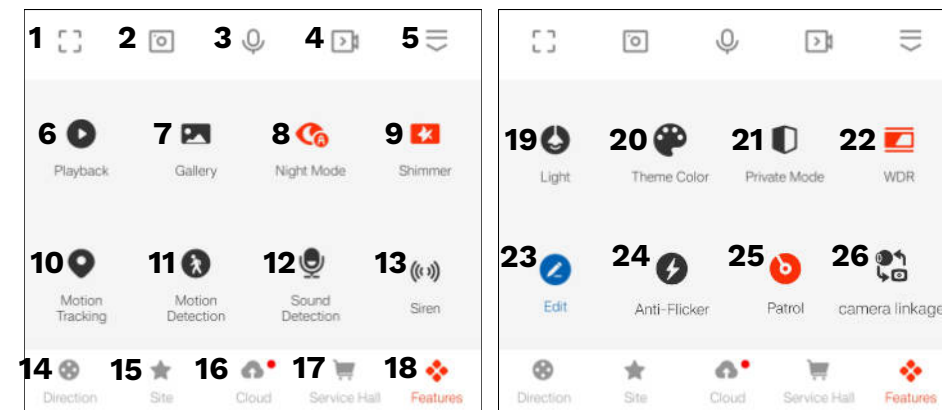 1 2 3 4 5
6 7 8 9
Playback Gallery Night Mode Shimmer
10 11 12 13
Motion Tracking Motion Detection Sound Detection Siren
14 15 16 17 18
Direction Site Cloud Service Hall Features
19 20 21 22
Light Theme Color Private Mode WDR
23 24 25 26
Edit Anti-Flicker Patrol camera linkage
Direction Site Cloud Service Hall Features